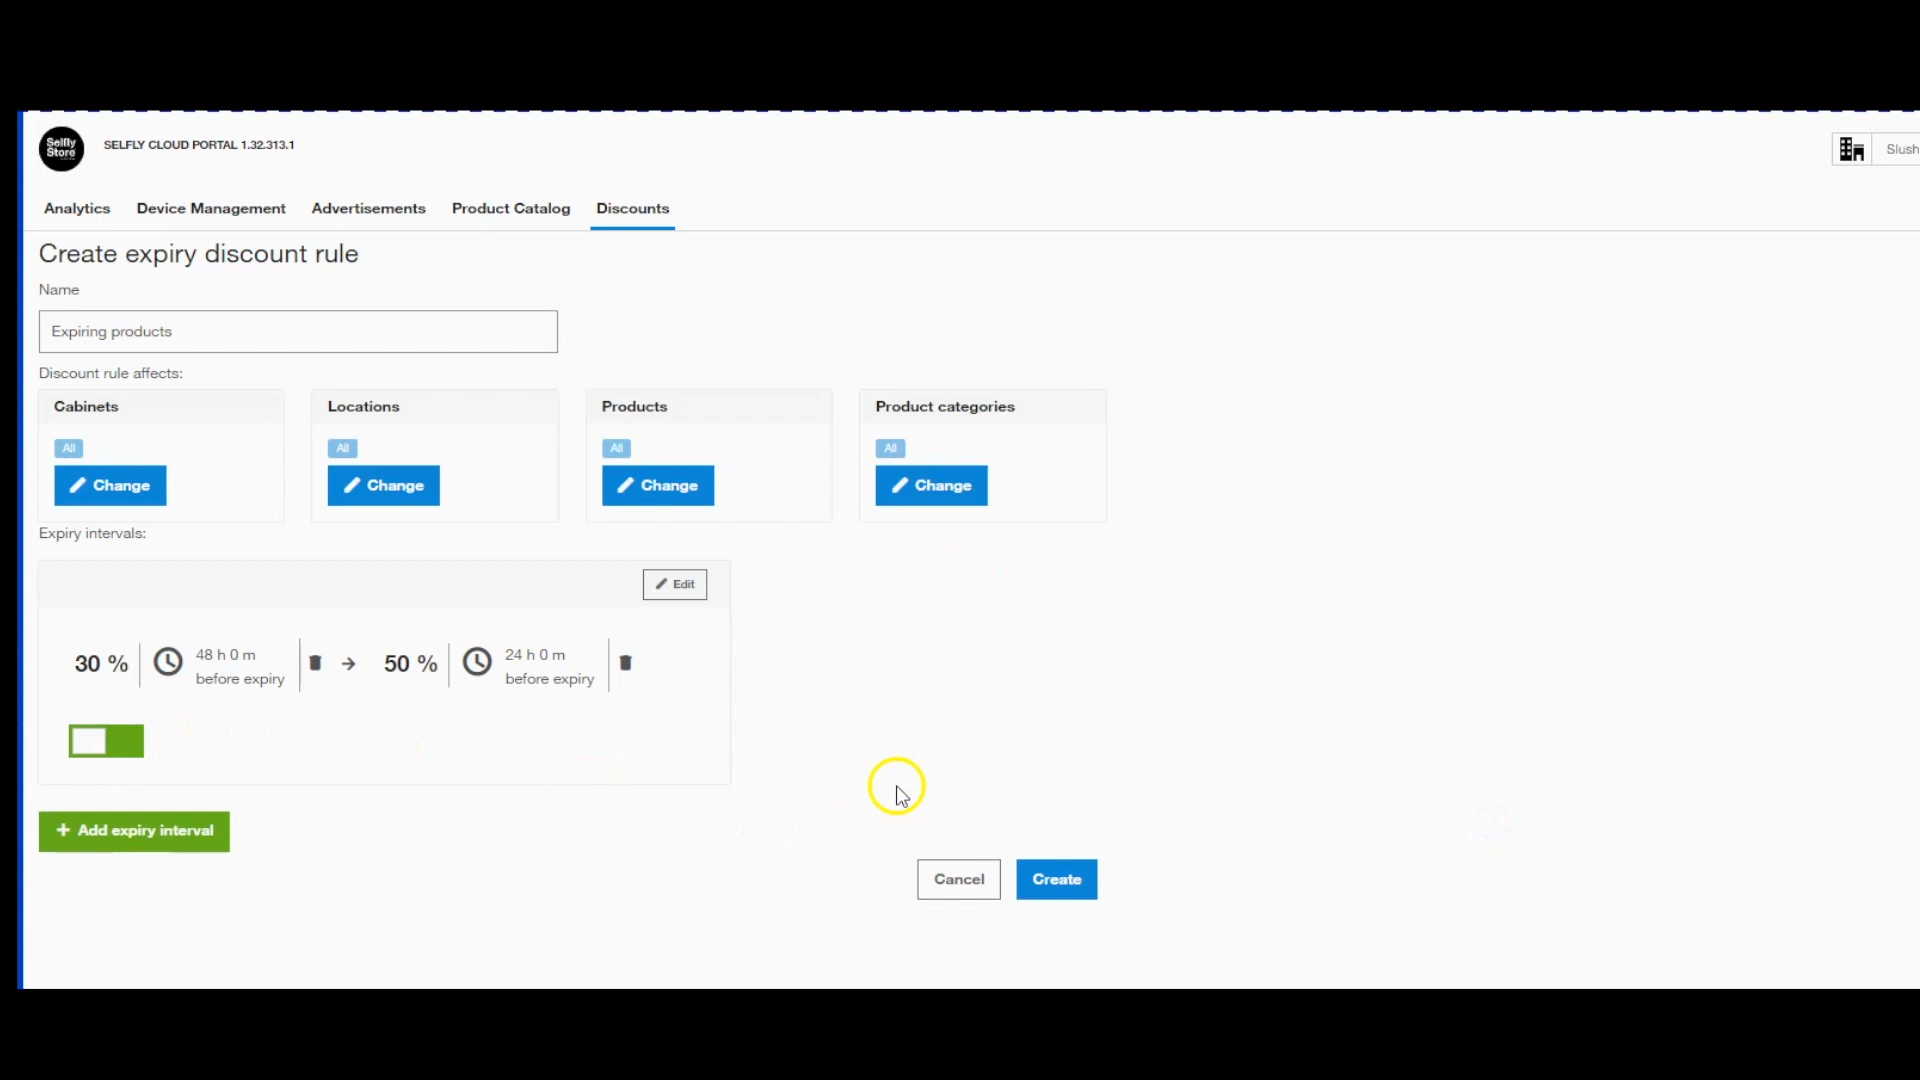 Selfly
Store
SELFLY CLOUD PORTAL 1.32.313.1
Slush
Analytics Device Management Advertisements Product Catalog Discounts
Create expiry discount rule
Name
Expiring products
Discount rule affects:
Cabinets Locations Products Product categories
All All All All
Change Change Change Change
Expiry intervals:
Edit
30 % 48 h 0 m before expiry → 50 % 24 h 0 m before expiry
+ Add expiry interval
Cancel Create